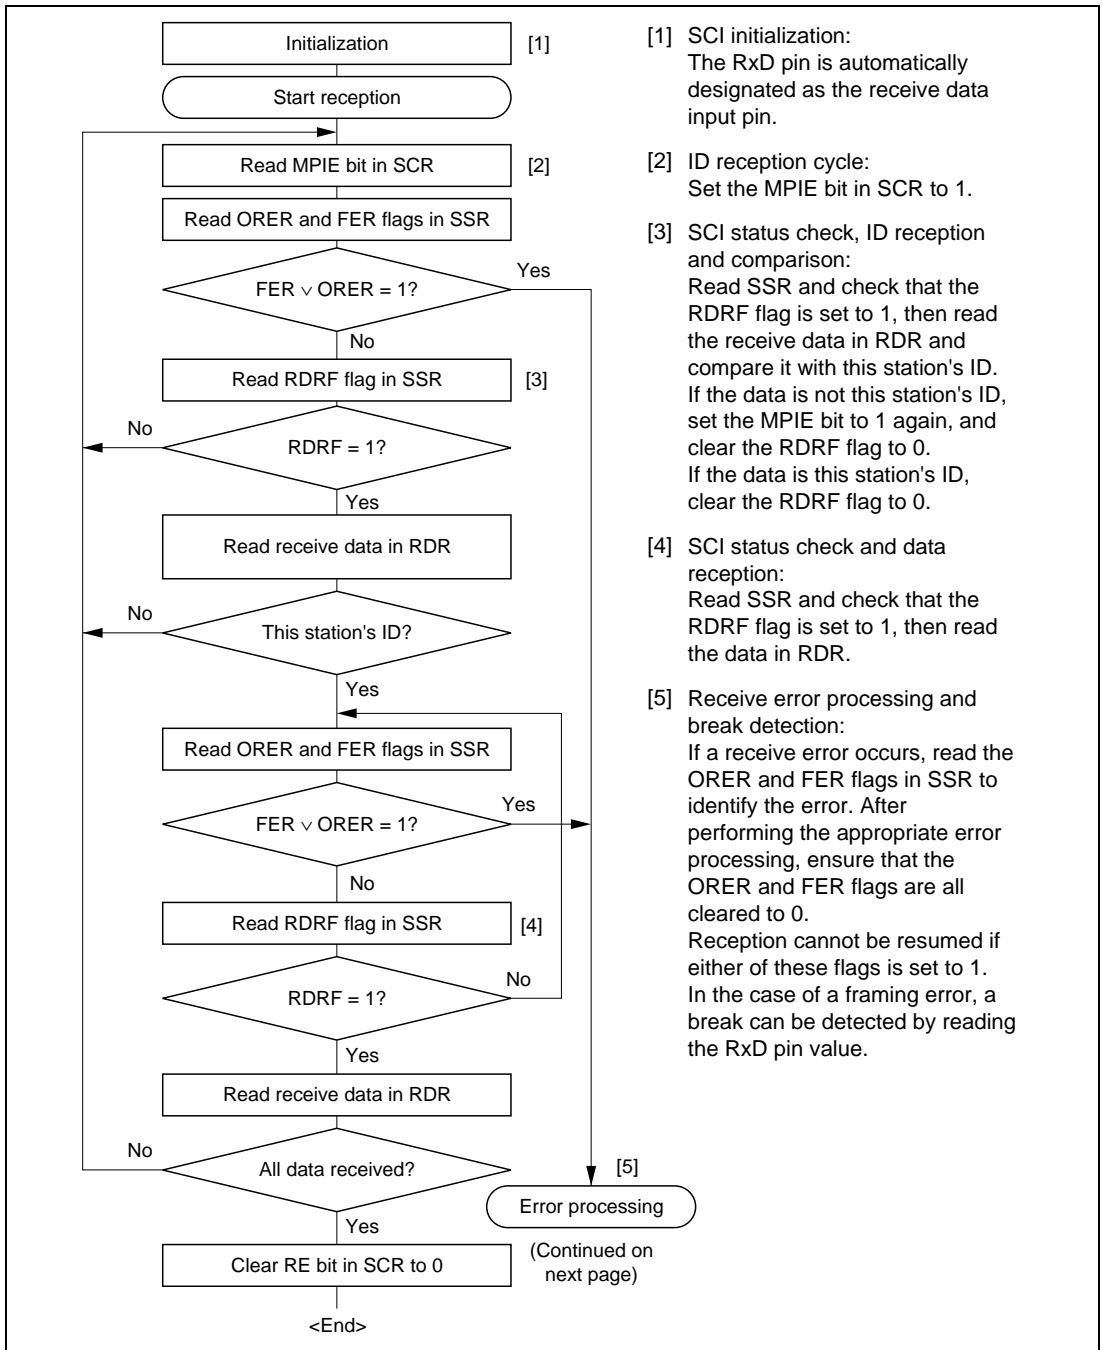 Initialization
[1]
Start reception
Read MPIE bit in SCR
[2]
Read ORER and FER flags in SSR
FER ∨ ORER = 1?
Yes
No
Read RDRF flag in SSR
[3]
No
RDRF = 1?
Yes
Read receive data in RDR
No
This station's ID?
Yes
Read ORER and FER flags in SSR
Yes
FER ∨ ORER = 1?
No
Read RDRF flag in SSR
[4]
No
RDRF = 1?
Yes
Read receive data in RDR
No
All data received?
[5]
Error processing
Yes
(Continued on
next page)
Clear RE bit in SCR to 0
<End>
[1] SCI initialization:
The RxD pin is automatically
designated as the receive data
input pin.
[2] ID reception cycle:
Set the MPIE bit in SCR to 1.
[3] SCI status check, ID reception
and comparison:
Read SSR and check that the
RDRF flag is set to 1, then read
the receive data in RDR and
compare it with this station's ID.
If the data is not this station's ID,
set the MPIE bit to 1 again, and
clear the RDRF flag to 0.
If the data is this station's ID,
clear the RDRF flag to 0.
[4] SCI status check and data
reception:
Read SSR and check that the
RDRF flag is set to 1, then read
the data in RDR.
[5] Receive error processing and
break detection:
If a receive error occurs, read the
ORER and FER flags in SSR to
identify the error. After
performing the appropriate error
processing, ensure that the
ORER and FER flags are all
cleared to 0.
Reception cannot be resumed if
either of these flags is set to 1.
In the case of a framing error, a
break can be detected by reading
the RxD pin value.